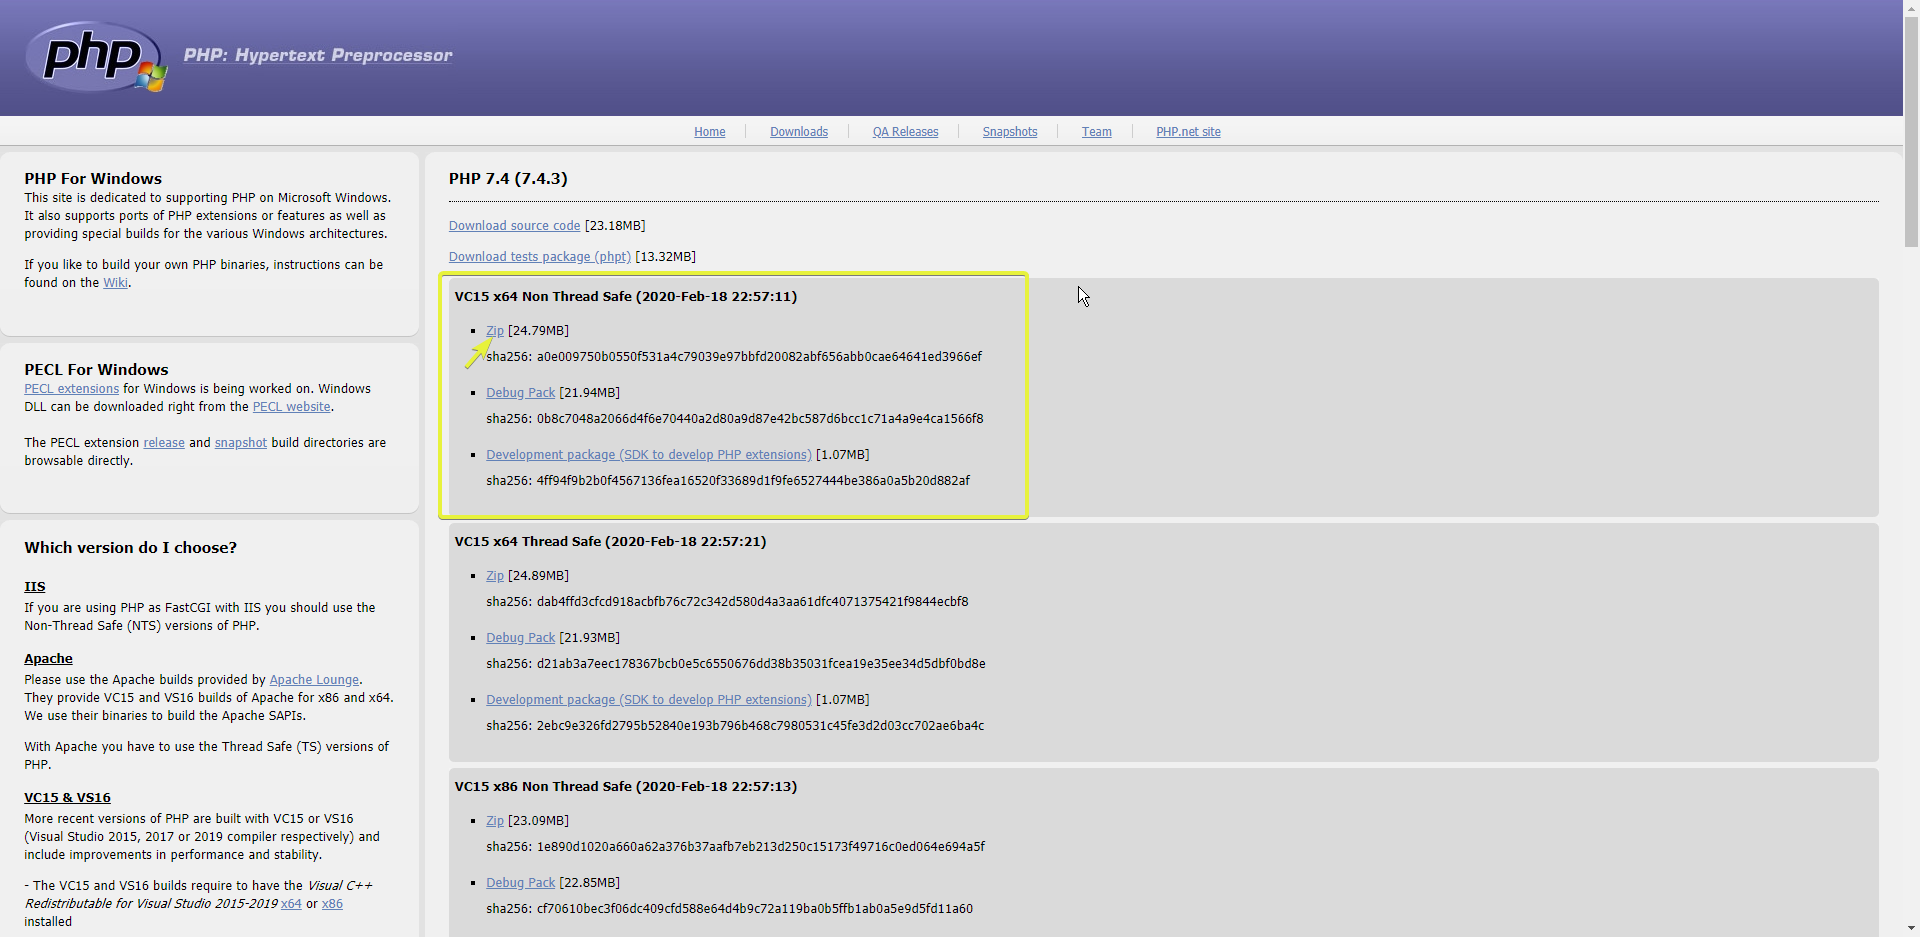 php
PHP: Hypertext Preprocessor
Home
Downloads
QA Releases
Snapshots
Team
PHP.net site
PHP For Windows
This site is dedicated to supporting PHP on Microsoft Windows.
It also supports ports of PHP extensions or features as well as
providing special builds for the various Windows architectures.
If you like to build your own PHP binaries, instructions can be
found on the Wiki.
PECL For Windows
PECL extensions for Windows is being worked on. Windows
DLL can be downloaded right from the PECL website.
The PECL extension release and snapshot build directories are
browsable directly.
Which version do I choose?
IIS
If you are using PHP as FastCGI with IIS you should use the
Non-Thread Safe (NTS) versions of PHP.
Apache
Please use the Apache builds provided by Apache Lounge.
They provide VC15 and VS16 builds of Apache for x86 and x64.
We use their binaries to build the Apache SAPIs.
With Apache you have to use the Thread Safe (TS) versions of
PHP.
VC15 & VS16
More recent versions of PHP are built with VC15 or VS16
(Visual Studio 2015, 2017 or 2019 compiler respectively) and
include improvements in performance and stability.
- The VC15 and VS16 builds require to have the Visual C++
Redistributable for Visual Studio 2015-2019 x64 or x86
installed
PHP 7.4 (7.4.3)
Download source code [23.18MB]
Download tests package (phpt) [13.32MB]
VC15 x64 Non Thread Safe (2020-Feb-18 22:57:11)
Zip [24.79MB]
sha256: a0e009750b0550f531a4c79039e97bbfd20082abf656abb0cae64641ed3966ef
Debug Pack [21.94MB]
sha256: 0b8c7048a2066d4f6e70440a2d80a9d87e42bc587d6bcc1c71a4a9e4ca1566f8
Development package (SDK to develop PHP extensions) [1.07MB]
sha256: 4ff94f9b2b0f4567136fea16520f33689d1f9fe6527444be386a0a5b20d882af
VC15 x64 Thread Safe (2020-Feb-18 22:57:21)
Zip [24.89MB]
sha256: dab4ffd3cfcd918acbfb76c72c342d580d4a3aa61dfc4071375421f9844ecbf8
Debug Pack [21.93MB]
sha256: d21ab3a7eec178367bcb0e5c6550676dd38b35031fcea19e35ee34d5dbf0bd8e
Development package (SDK to develop PHP extensions) [1.07MB]
sha256: 2ebc9e326fd2795b52840e193b796b468c7980531c45fe3d2d03cc702ae6ba4c
VC15 x86 Non Thread Safe (2020-Feb-18 22:57:13)
Zip [23.09MB]
sha256: 1e890d1020a660a62a376b37aafb7eb213d250c15173f49716c0ed064e694a5f
Debug Pack [22.85MB]
sha256: cf70610bec3f06dc409cfd588e64d4b9c72a119ba0b5ffb1ab0a5e9d5fd11a60